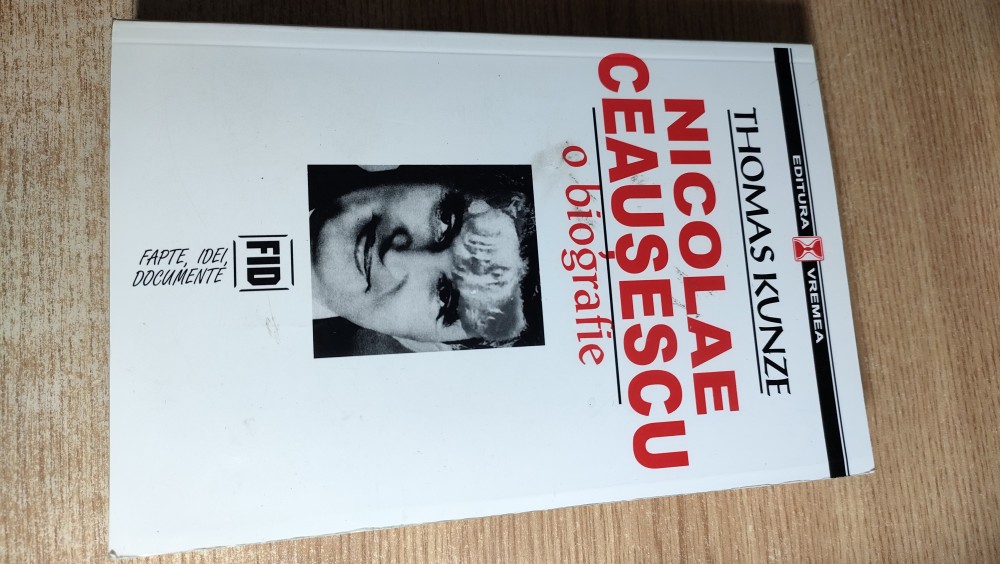 EDITURA VREMEA
THOMAS KUNZE
NICOLAE
CEAUȘESCU
o biografie
FID
FAPTE, IDEI,
DOCUMENTE